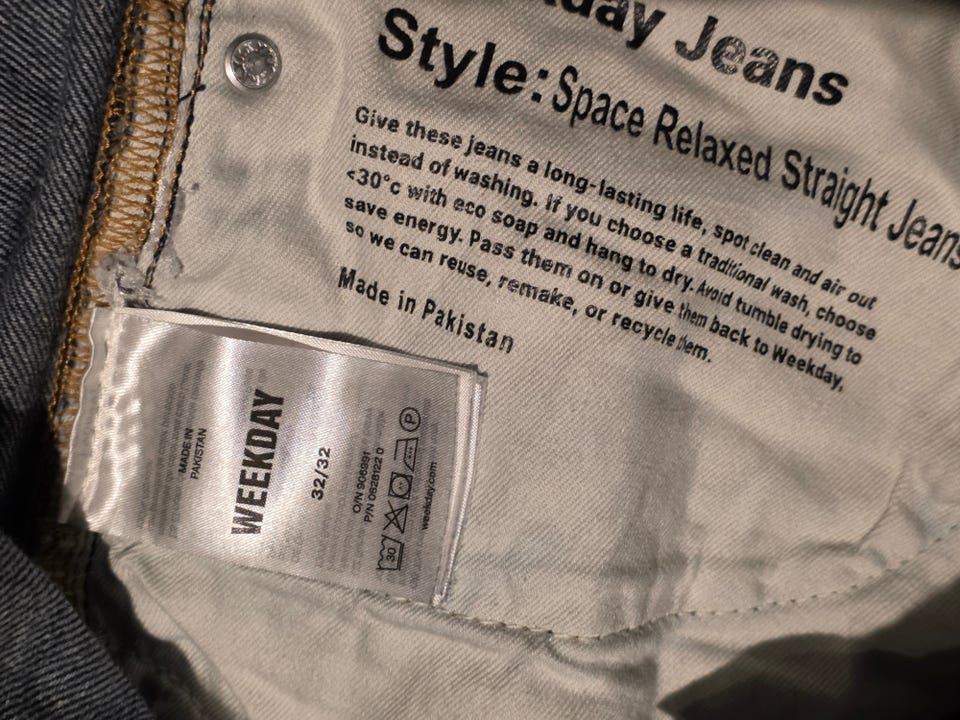 day Jeans
Style: Space Relaxed Straight Jeans
Give these jeans a long-lasting life, spot clean and air out
instead of washing. If you choose a traditional wash, choose
<30°c with eco soap and hang to dry. Avoid tumble drying to
save energy. Pass them on or give them back to Weekday,
so we can reuse, remake, or recycle them.
Made in Pakistan
MADE IN
PAKISTAN
WEEKDAY
32/32
O/N 906991
P/N 0628122 0
30
P
weekday.com